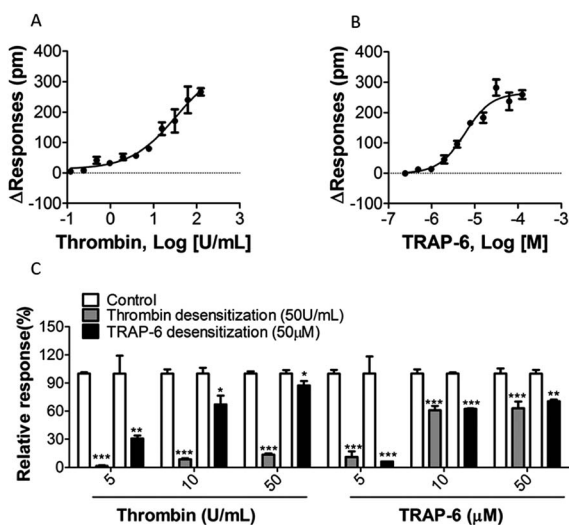 A
400
300
200
100
0
-100
ΔResponses (pm)
-1 0 1 2 3
Thrombin, Log [U/mL]
B
400
300
200
100
0
-100
ΔResponses (pm)
-7 -6 -5 -4 -3
TRAP-6, Log [M]
C
Control
Thrombin desensitization (50U/mL)
TRAP-6 desensitization (50μM)
Relative response(%)
150
120
90
60
30
0
*** ** *** * *** * *** *** *** *** *** **
5 10 50 5 10 50
Thrombin (U/mL) TRAP-6 (μM)